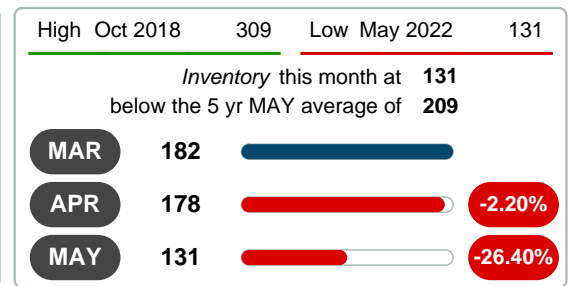 High Oct 2018 309 Low May 2022 131
Inventory this month at 131
below the 5 yr MAY average of 209
MAR 182
APR 178 -2.20%
MAY 131 -26.40%